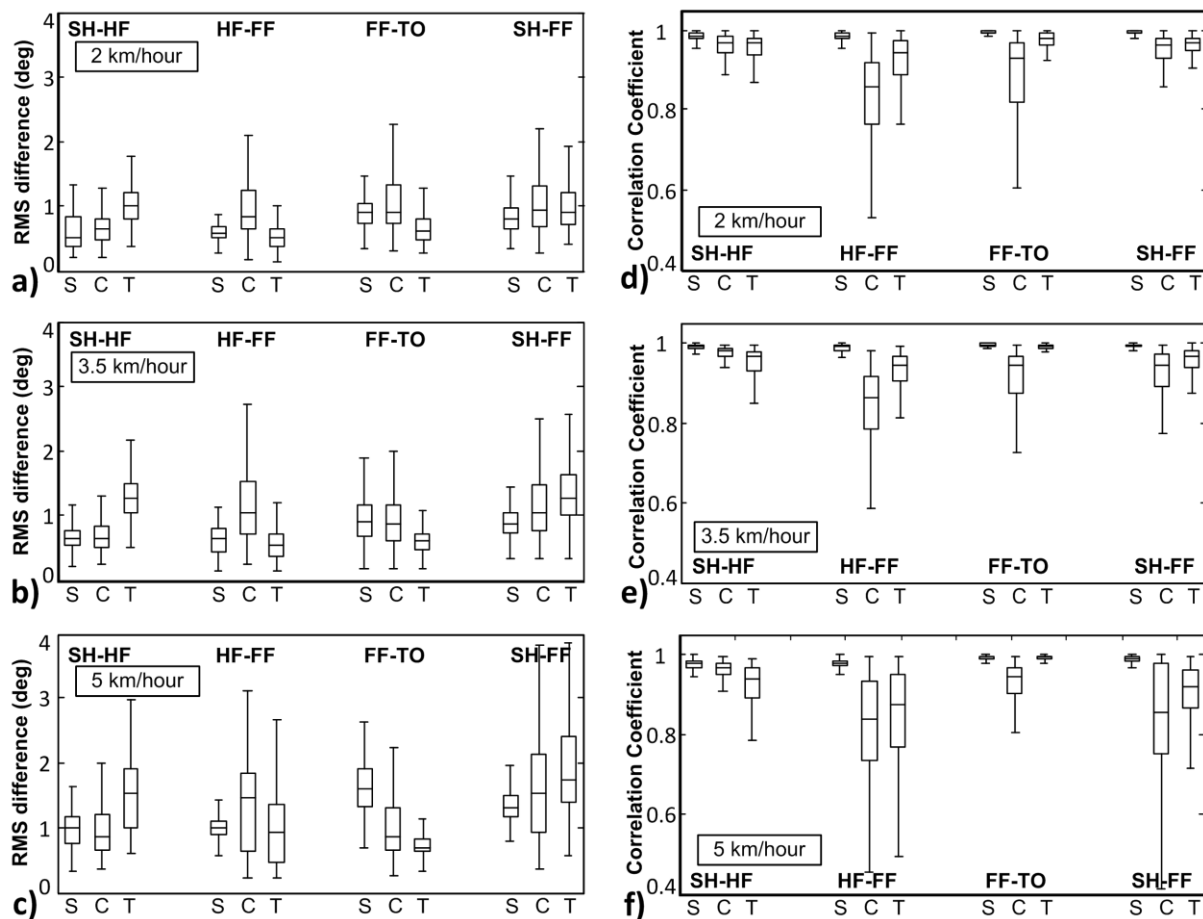 a)
RMS difference (deg)
4
3
2
1
0
SH-HF HF-FF FF-TO SH-FF
2 km/hour
S C T S C T S C T S C T
b)
RMS difference (deg)
4
3
2
1
0
SH-HF HF-FF FF-TO SH-FF
3.5 km/hour
S C T S C T S C T S C T
c)
RMS difference (deg)
4
3
2
1
0
SH-HF HF-FF FF-TO SH-FF
5 km/hour
S C T S C T S C T S C T
d)
Correlation Coefficient
1
0.8
0.6
0.4
2 km/hour
SH-HF HF-FF FF-TO SH-FF
S C T S C T S C T S C T
e)
Correlation Coefficient
1
0.8
0.6
0.4
3.5 km/hour
SH-HF HF-FF FF-TO SH-FF
S C T S C T S C T S C T
f)
Correlation Coefficient
1
0.8
0.6
0.4
5 km/hour
SH-HF HF-FF FF-TO SH-FF
S C T S C T S C T S C T